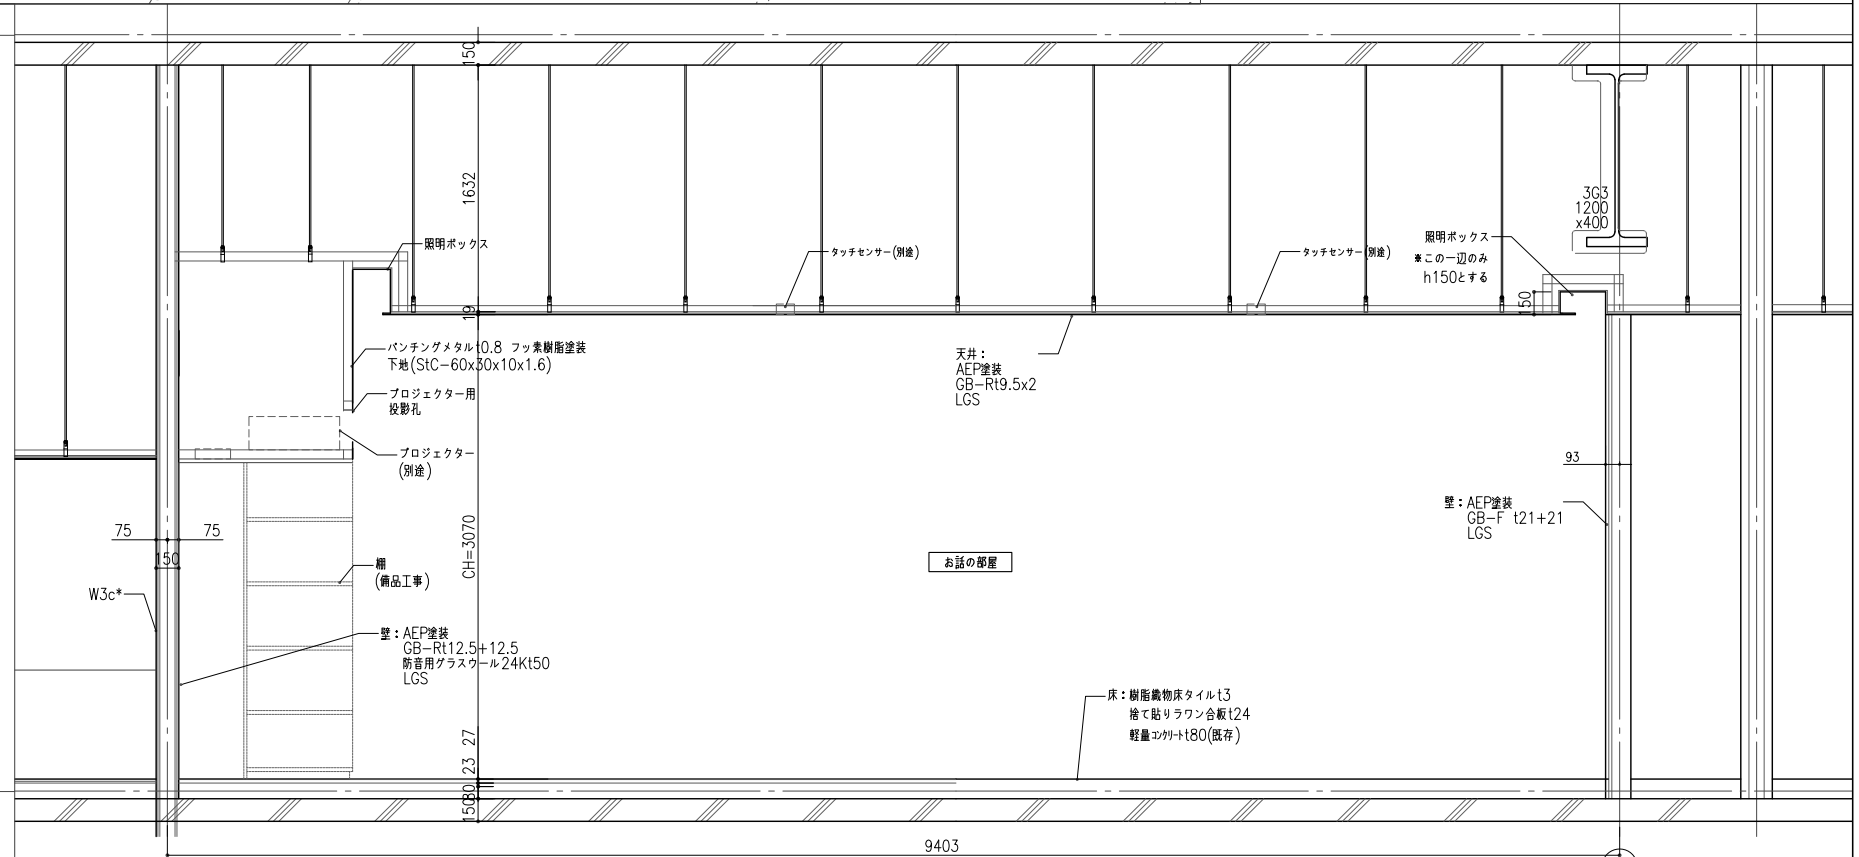 150
1632
照明ボックス
タッチセンサー(別途)
タッチセンサー(別途)
3G3
1200
x400
照明ボックス
*この一辺のみ
h150とする
150
19
パンチングメタルt0.8 フッ素樹脂塗装
下地(StC-60x30x10x1.6)
プロジェクター用
投影孔
プロジェクター
(別途)
天井:
AEP塗装
GB-Rt9.5x2
LGS
93
壁:AEP塗装
GB-F t21+21
LGS
75
75
150
CH=3070
お話の部屋
棚
(備品工事)
W3c*
壁:AEP塗装
GB-Rt12.5+12.5
防音用グラスウール24Kt50
LGS
床:樹脂織物床タイルt3
捨て貼りラワン合板t24
軽量コンクリートt80(既存)
27
23
80
150
9403